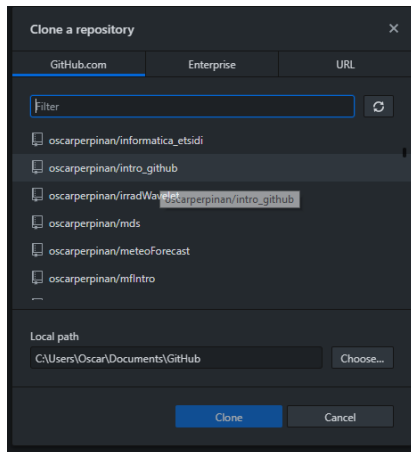 Clone a repository
GitHub.com
Enterprise
URL
Filter
oscarperpinan/informatica_etsidi
oscarperpinan/intro_github
oscarperpinan/irradWavelet
oscarperpinan/intro_github
oscarperpinan/mds
oscarperpinan/meteoForecast
oscarperpinan/mfIntro
Local path
C:\Users\Oscar\Documents\GitHub
Choose...
Clone
Cancel